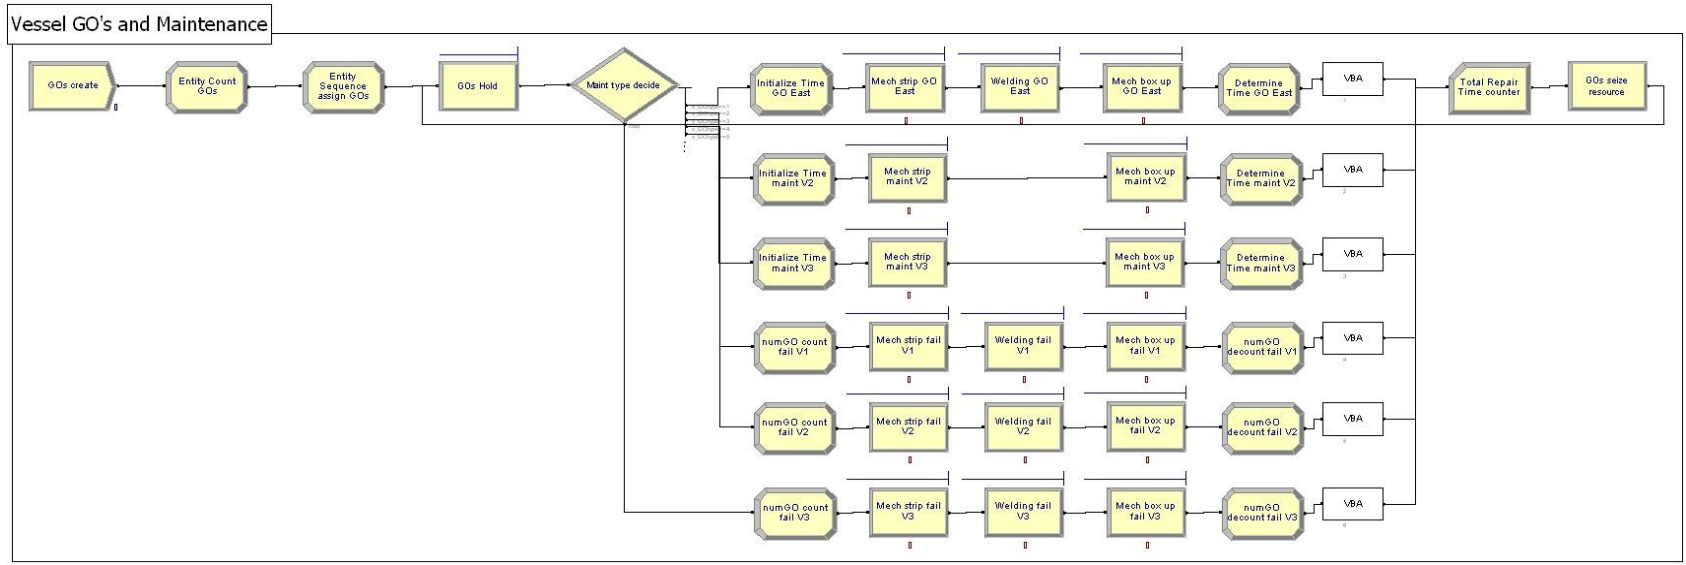 Vessel GO's and Maintenance
GOs create
Entity Count
GOs
Entity
Sequence
assign GOs
GOs Hold
Maint type decide
Initialize Time
GO East
Mech strip GO
East
Welding GO
East
Mech box up
GO East
Determine
Time GO East
VBA
1
Total Repair
Time counter
GOs seize
resource
Initialize Time
maint V2
Mech strip
maint V2
Mech box up
maint V2
Determine
Time maint V2
VBA
2
Initialize Time
maint V3
Mech strip
maint V3
Mech box up
maint V3
Determine
Time maint V3
VBA
3
numGO count
fail V1
Mech strip fail
V1
Welding fail
V1
Mech box up
fail V1
numGO
decount fail V1
VBA
4
numGO count
fail V2
Mech strip fail
V2
Welding fail
V2
Mech box up
fail V2
numGO
decount fail V2
VBA
5
numGO count
fail V3
Mech strip fail
V3
Welding fail
V3
Mech box up
fail V3
numGO
decount fail V3
VBA
6